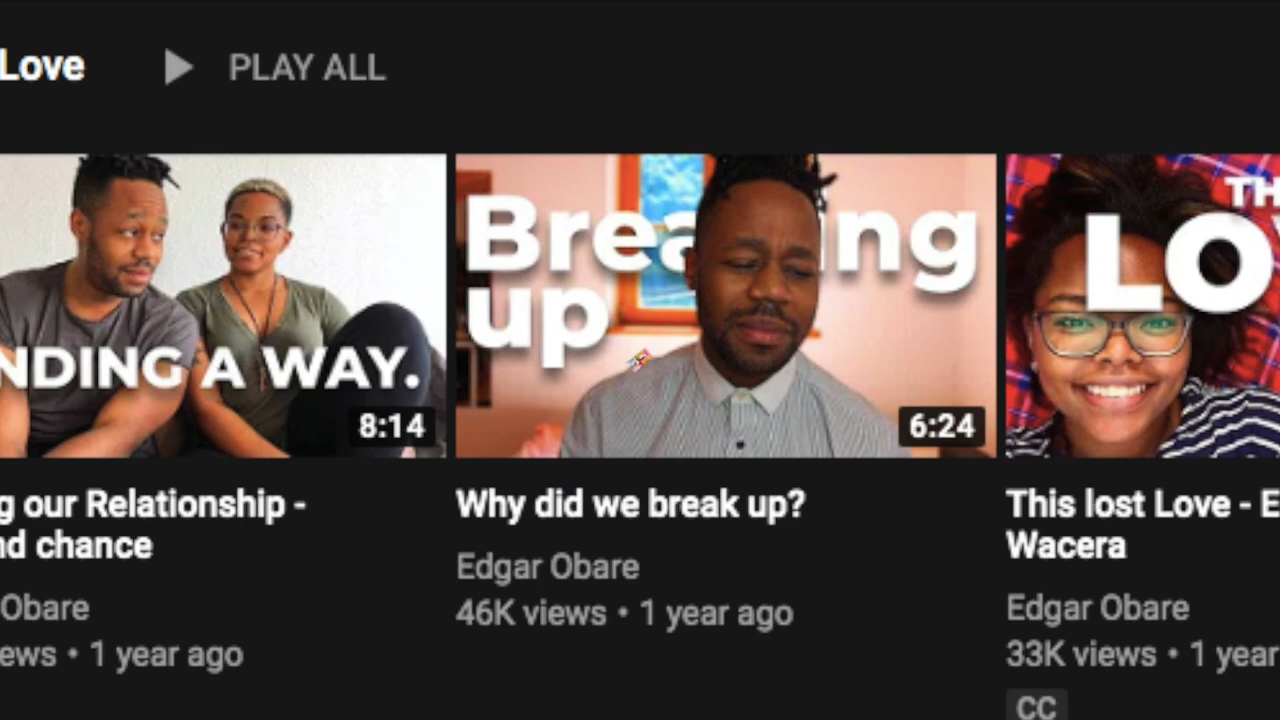 Love
PLAY ALL
NDING A WAY.
8:14
Breaking
up
6:24
TH
LO
g our Relationship -
nd chance
Obare
ews • 1 year ago
Why did we break up?
Edgar Obare
46K views • 1 year ago
This lost Love - E
Wacera
Edgar Obare
33K views • 1 year
CC